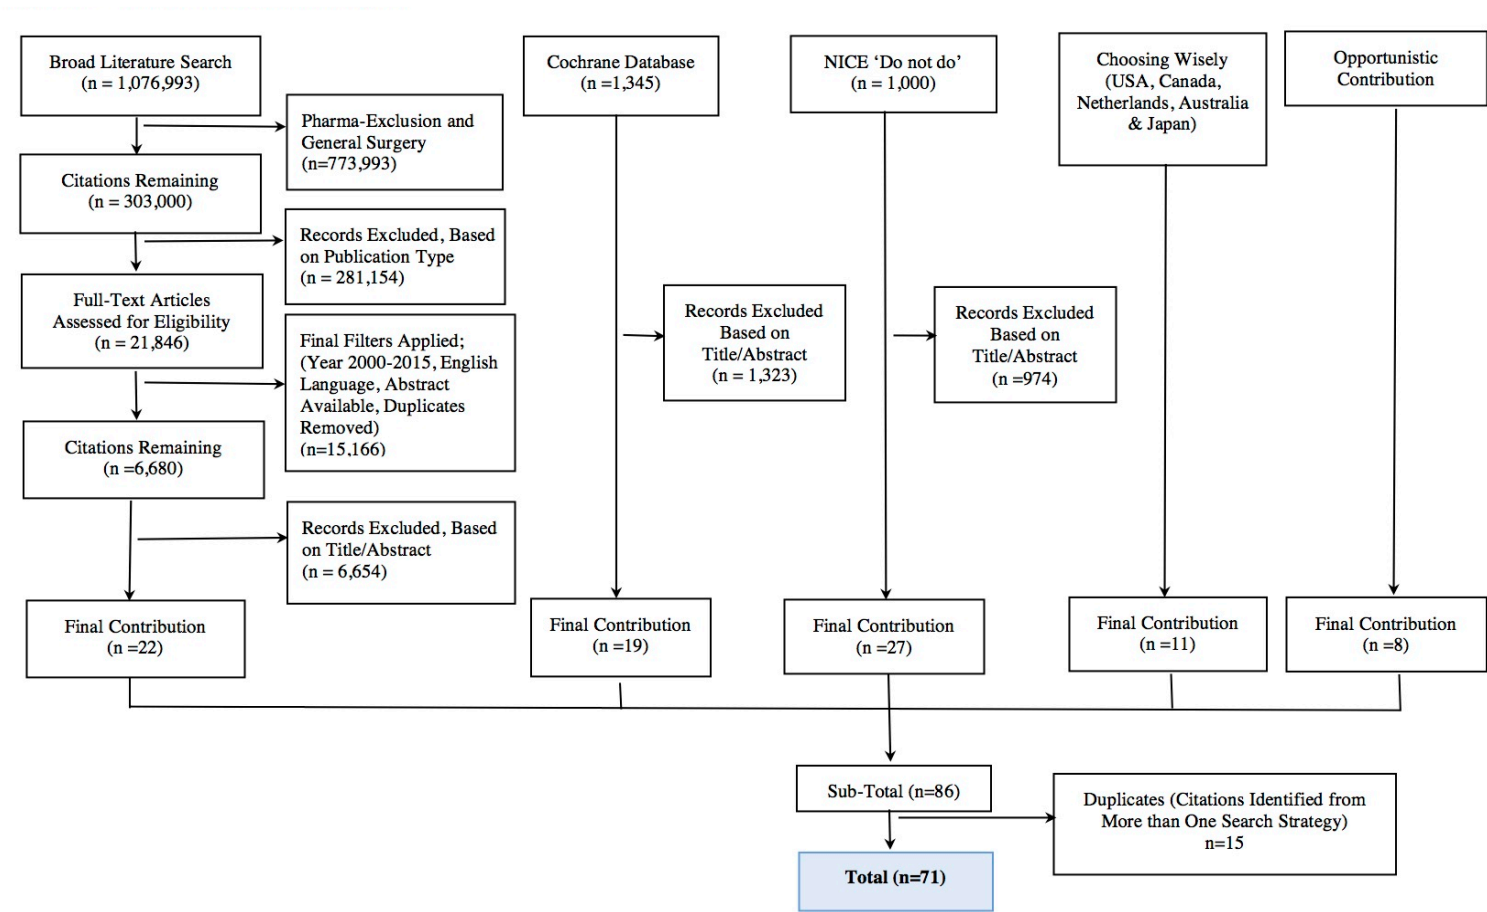 Broad Literature Search
(n = 1,076,993)
Pharma-Exclusion and
General Surgery
(n=773,993)
Citations Remaining
(n = 303,000)
Records Excluded, Based
on Publication Type
(n = 281,154)
Full-Text Articles
Assessed for Eligibility
(n = 21,846)
Final Filters Applied;
(Year 2000-2015, English
Language, Abstract
Available, Duplicates
Removed)
(n=15,166)
Citations Remaining
(n =6,680)
Records Excluded, Based
on Title/Abstract
(n = 6,654)
Final Contribution
(n =22)
Cochrane Database
(n =1,345)
Records Excluded
Based on
Title/Abstract
(n = 1,323)
Final Contribution
(n =19)
NICE ‘Do not do’
(n = 1,000)
Records Excluded
Based on
Title/Abstract
(n =974)
Final Contribution
(n =27)
Choosing Wisely
(USA, Canada,
Netherlands, Australia
& Japan)
Final Contribution
(n =11)
Opportunistic
Contribution
Final Contribution
(n =8)
Sub-Total (n=86)
Duplicates (Citations Identified from
More than One Search Strategy)
n=15
Total (n=71)